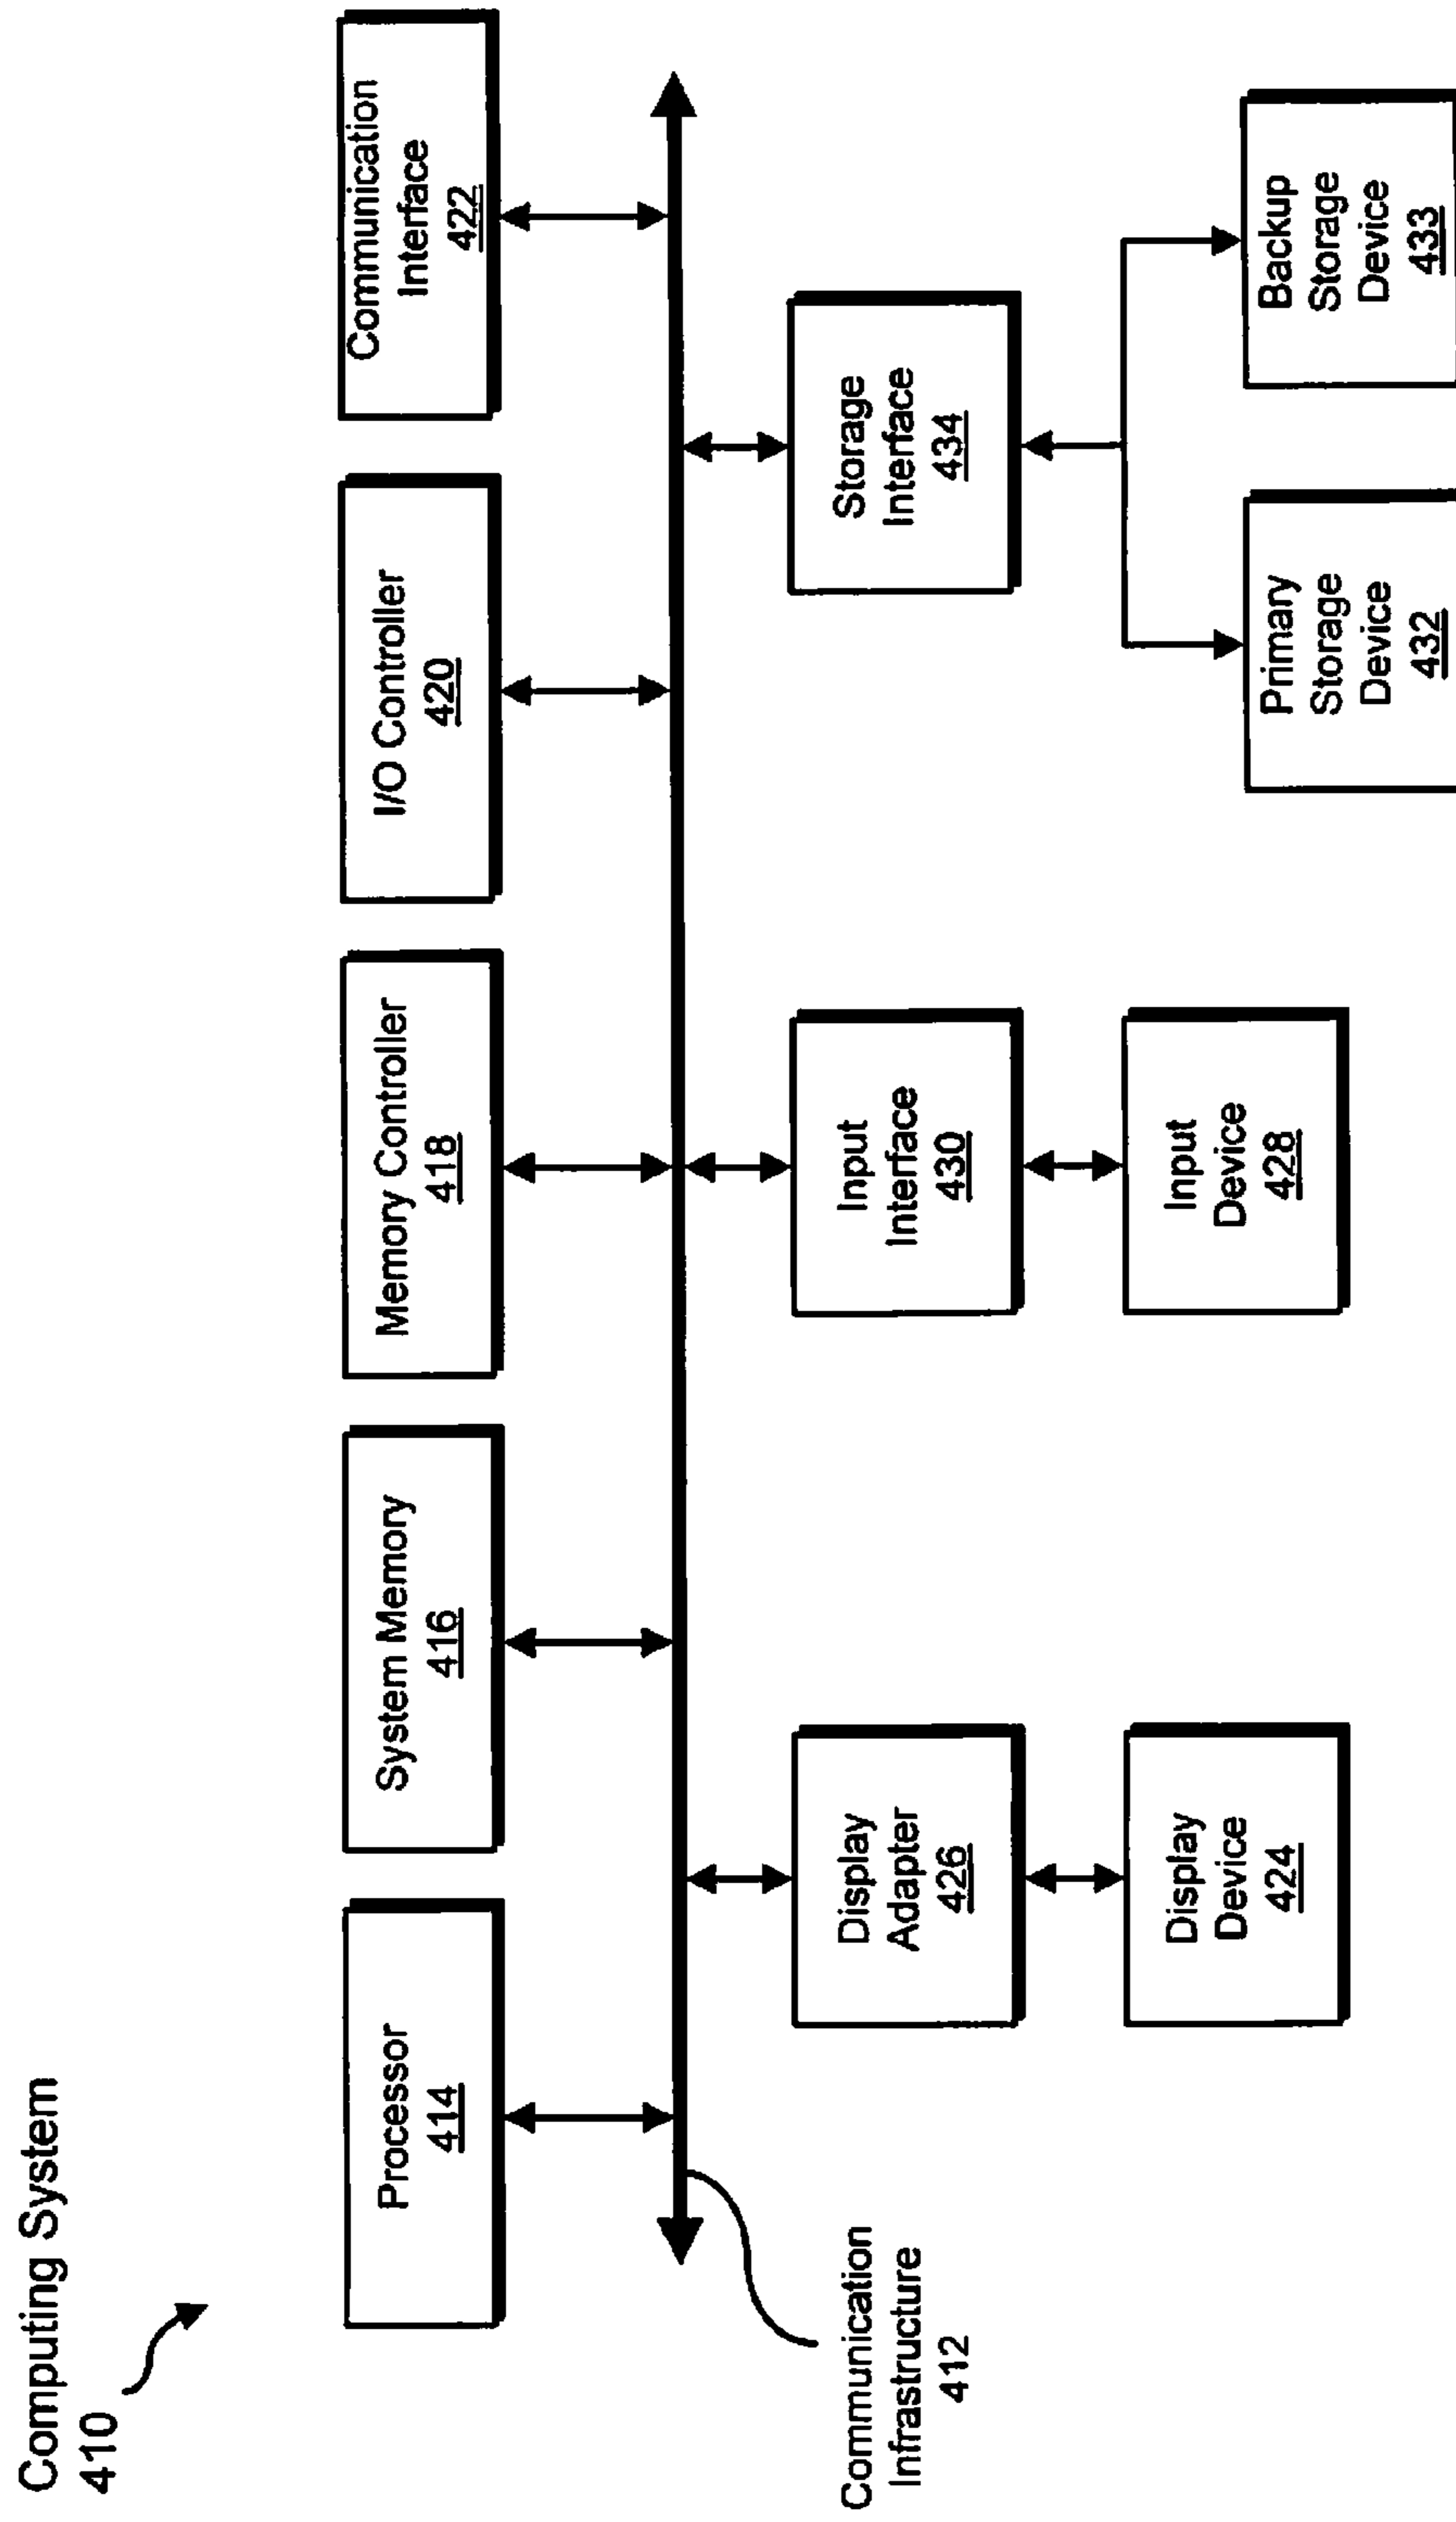 Computing System
410
Processor
414
System Memory
416
Memory Controller
418
I/O Controller
420
Communication
Interface
422
Communication
Infrastructure
412
Display
Adapter
426
Input
Interface
430
Storage
Interface
434
Display
Device
424
Input
Device
428
Primary
Storage
Device
432
Backup
Storage
Device
433